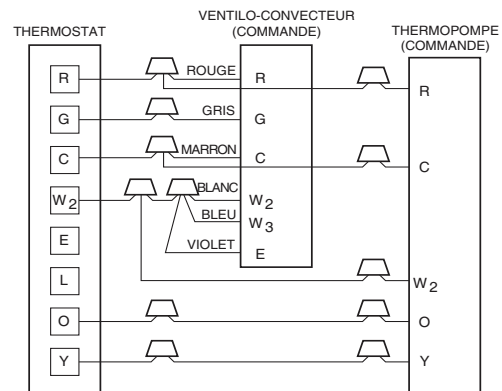 VENTILO-CONVECTEUR
(COMMANDE)
THERMOSTAT
THERMOPOMPE
(COMMANDE)
R
ROUGE
R
R
G
GRIS
G
C
MARRON
C
C
W2
BLANC
W2
BLEU
W3
E
VIOLET
E
L
W2
O
O
Y
Y